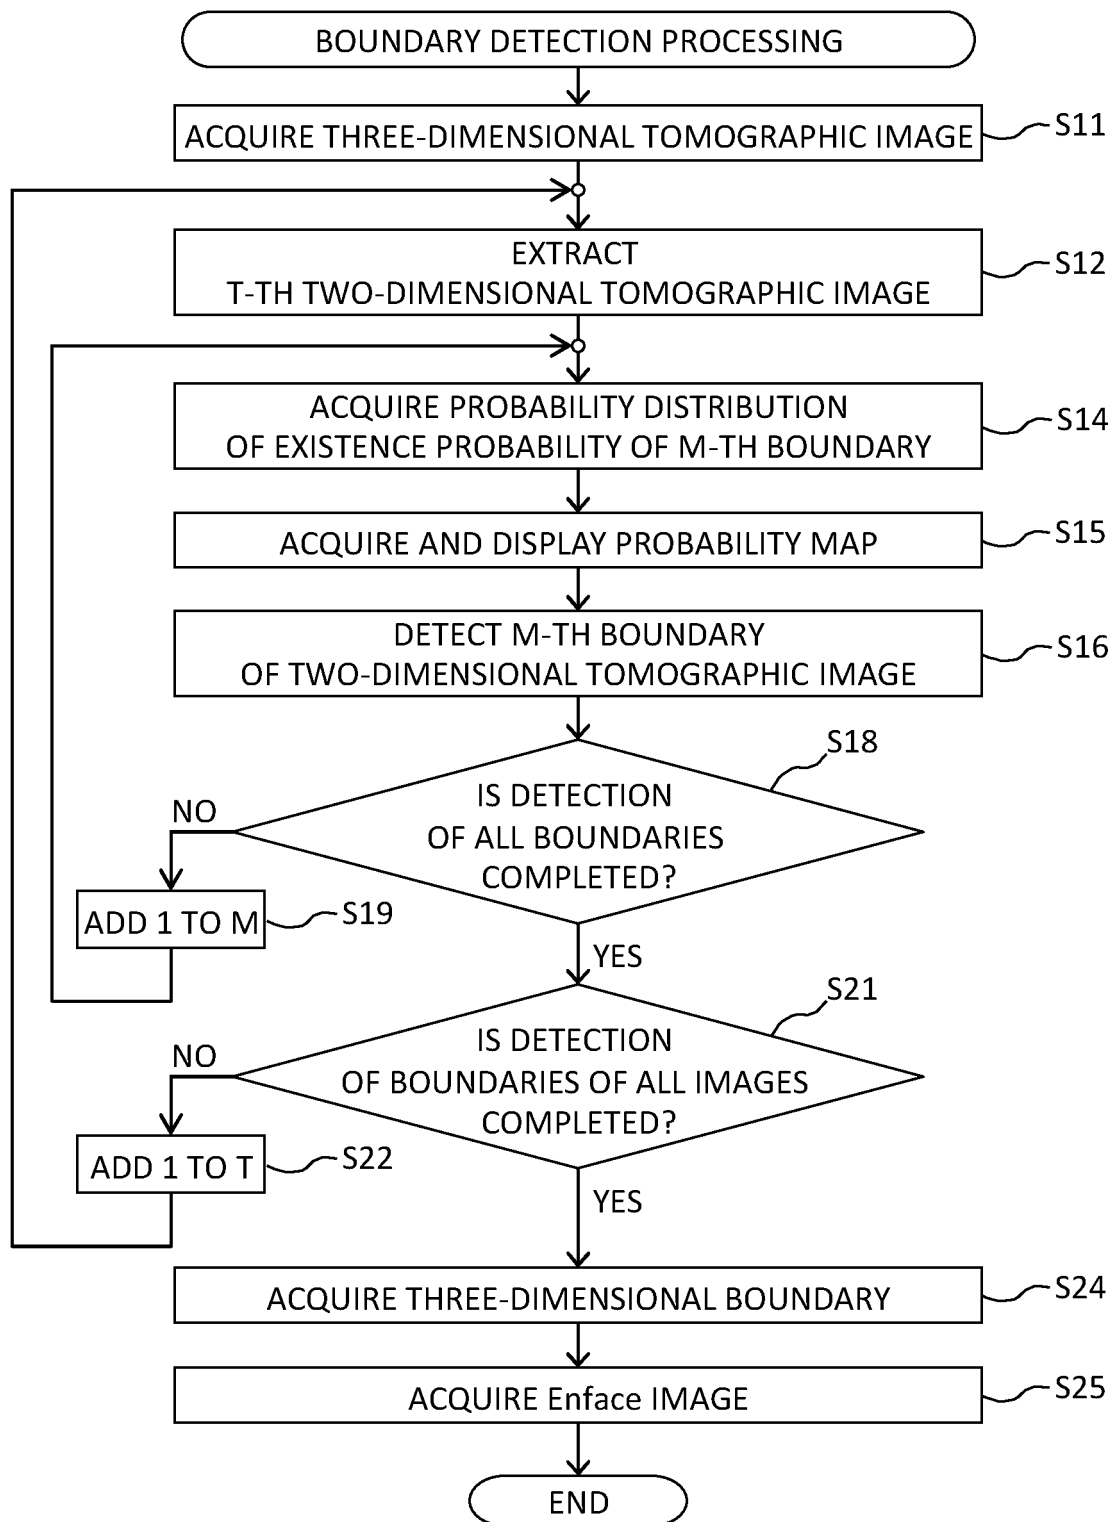 BOUNDARY DETECTION PROCESSING
ACQUIRE THREE-DIMENSIONAL TOMOGRAPHIC IMAGE
S11
EXTRACT
T-TH TWO-DIMENSIONAL TOMOGRAPHIC IMAGE
S12
ACQUIRE PROBABILITY DISTRIBUTION
OF EXISTENCE PROBABILITY OF M-TH BOUNDARY
S14
ACQUIRE AND DISPLAY PROBABILITY MAP
S15
DETECT M-TH BOUNDARY
OF TWO-DIMENSIONAL TOMOGRAPHIC IMAGE
S16
S18
IS DETECTION
OF ALL BOUNDARIES
COMPLETED?
NO
ADD 1 TO M
S19
YES
S21
IS DETECTION
OF BOUNDARIES OF ALL IMAGES
COMPLETED?
NO
ADD 1 TO T
S22
YES
ACQUIRE THREE-DIMENSIONAL BOUNDARY
S24
ACQUIRE Enface IMAGE
S25
END